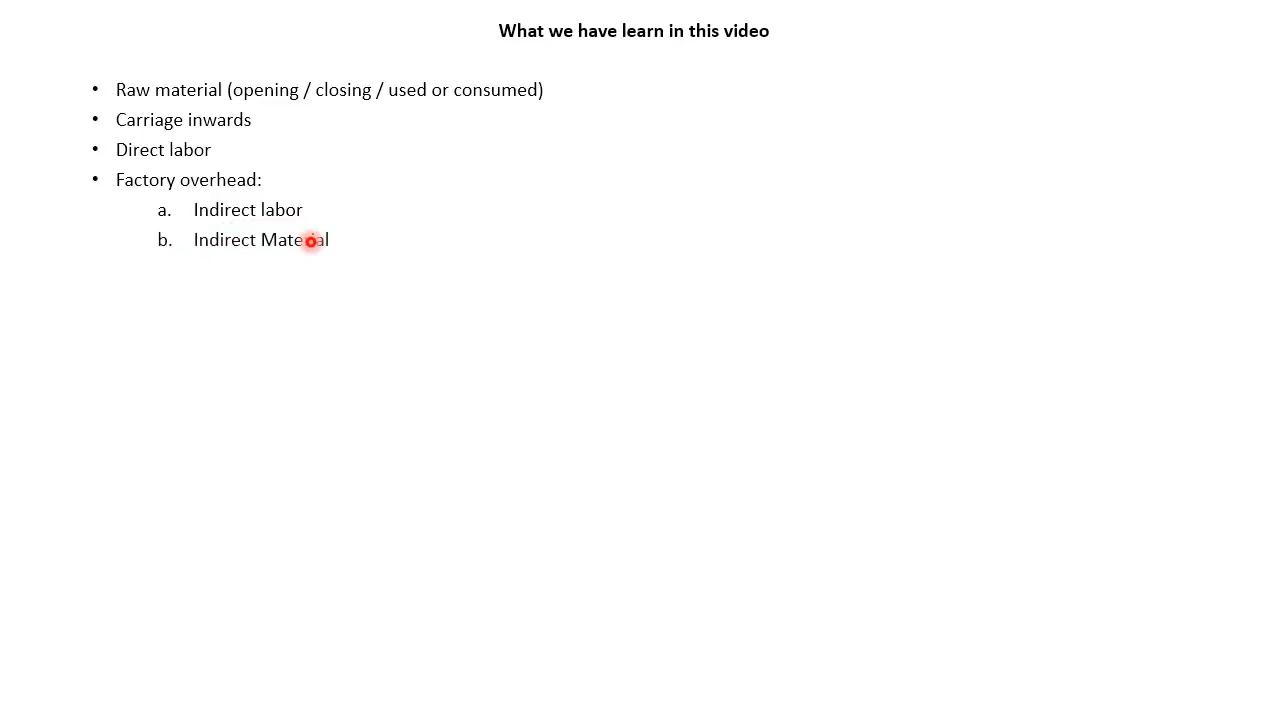 What we have learn in this video
• Raw material (opening / closing / used or consumed)
• Carriage inwards
• Direct labor
• Factory overhead:
a. Indirect labor
b. Indirect Material